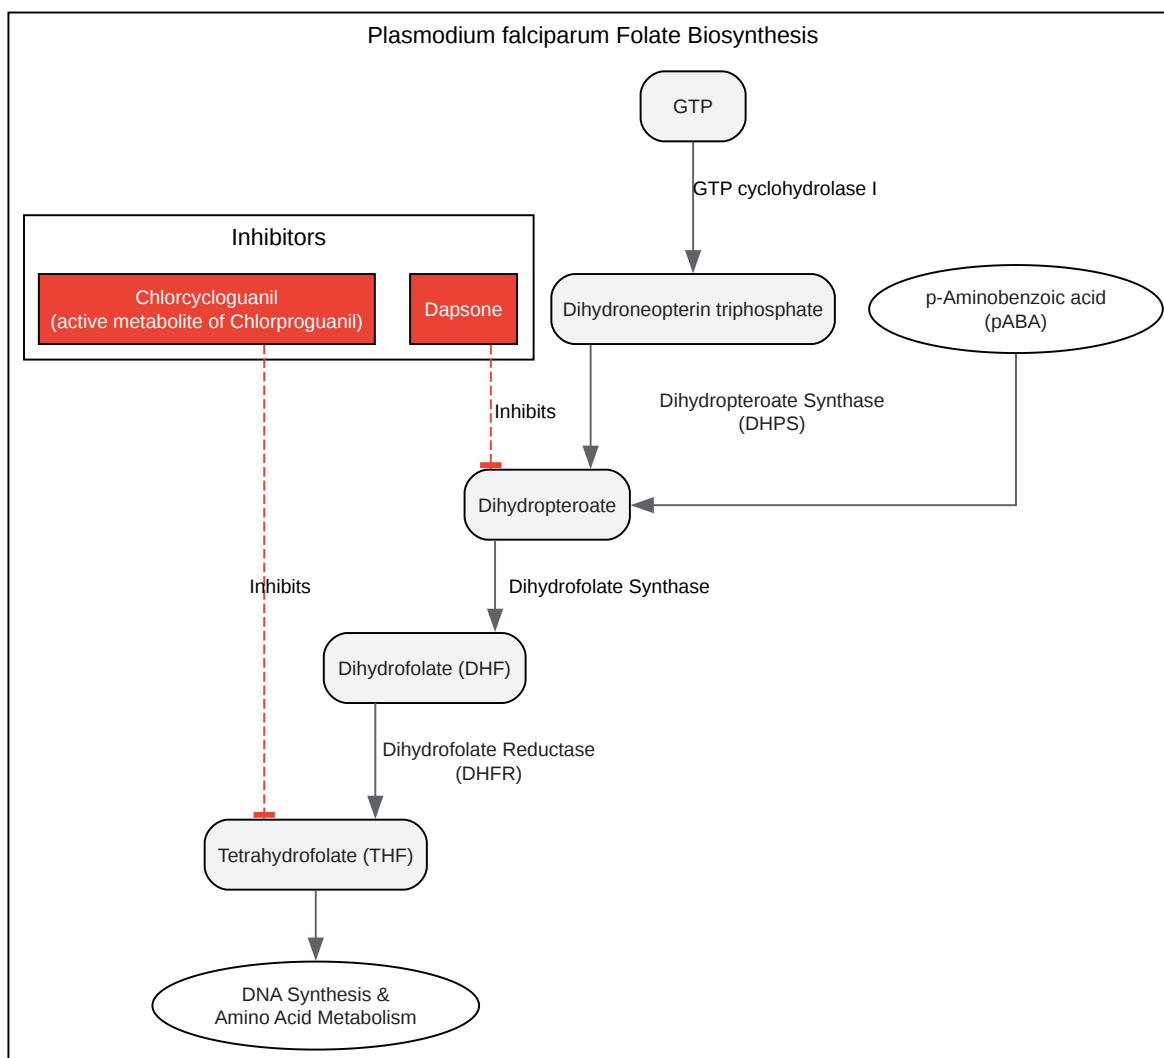 Plasmodium falciparum Folate Biosynthesis
GTP
GTP cyclohydrolase I
Inhibitors
Chlorcycloguanil
(active metabolite of Chlorproguanil)
Dapsone
Dihydroneopterin triphosphate
p-Aminobenzoic acid
(pABA)
Inhibits
Dihydropteroate Synthase
(DHPS)
Dihydropteroate
Inhibits
Dihydrofolate Synthase
Dihydrofolate (DHF)
Dihydrofolate Reductase
(DHFR)
Tetrahydrofolate (THF)
DNA Synthesis &
Amino Acid Metabolism